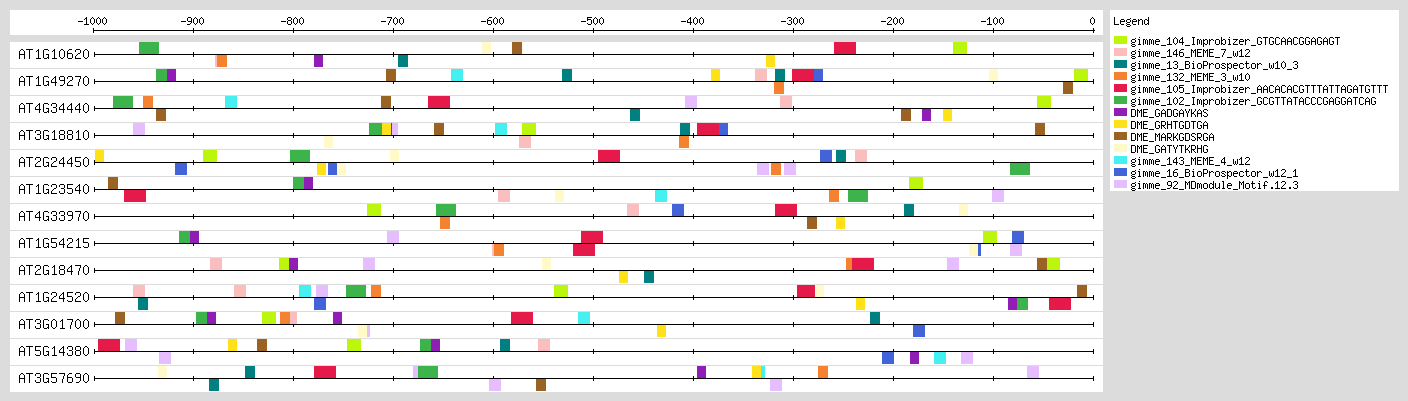 -1000 -900 -800 -700 -600 -500 -400 -300 -200 -100 0
Legend
gimme_104_Improbizer_GTGCAACGGAGAGT
gimme_146_MEME_7_w12
gimme_13_BioProspector_w10_3
gimme_132_MEME_3_w10
gimme_105_Improbizer_AACACACGTTTATTAGATGTTT
gimme_102_Improbizer_GCGTTATACCCGAGGATCAG
DME_GADGAYKAS
DME_GRHTGDTGA
DME_MARKGDSRGA
DME_GATYTKRHG
gimme_143_MEME_4_w12
gimme_16_BioProspector_w12_1
gimme_92_MDmodule_Motif.12.3
AT1G10620
AT1G49270
AT4G34440
AT3G18810
AT2G24450
AT1G23540
AT4G33970
AT1G54215
AT2G18470
AT1G24520
AT3G01700
AT5G14380
AT3G57690